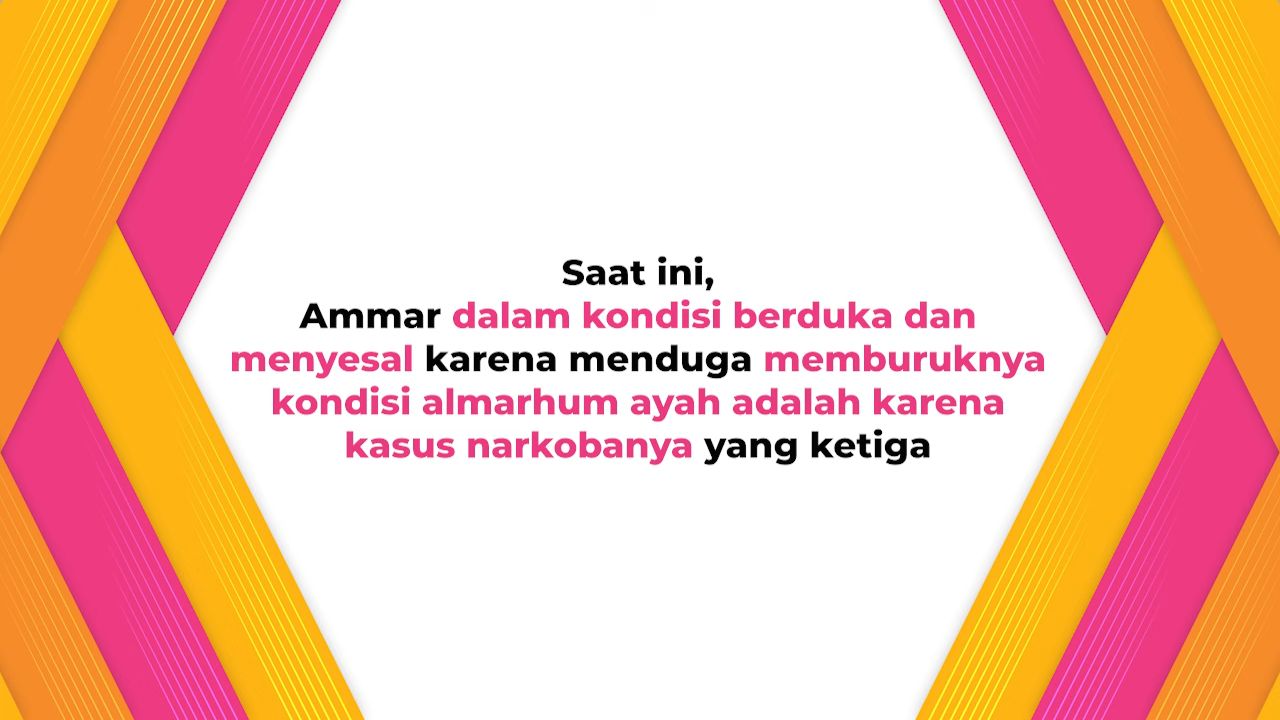 Saat ini,
Ammar dalam kondisi berduka dan
menyesal karena menduga memburuknya
kondisi almarhum ayah adalah karena
kasus narkobanya yang ketiga